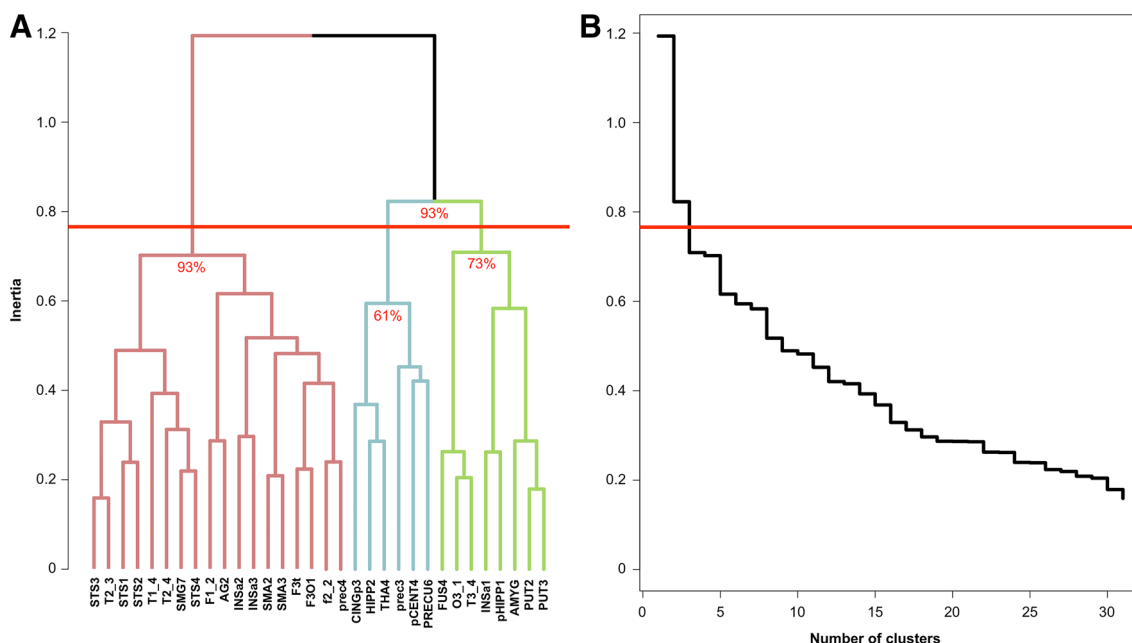 A
B
1.2
1.0
0.8
0.6
0.4
0.2
0
Inertia
93%
93%
73%
61%
STS3
T2_3
STS1
STS2
T1_4
T2_4
SMG7
STS4
F1_2
AG2
INSa2
INSa3
SMA2
SMA3
F3t
F3O1
f2_2
prec4
CINGp3
HIPP2
THA4
prec3
pCENT4
PRECU6
FUS4
O3_1
T3_4
INSa1
pHIPP1
AMYG
PUT2
PUT3
1.2
1.0
0.8
0.6
0.4
0.2
0
0 5 10 15 20 25 30
Number of clusters